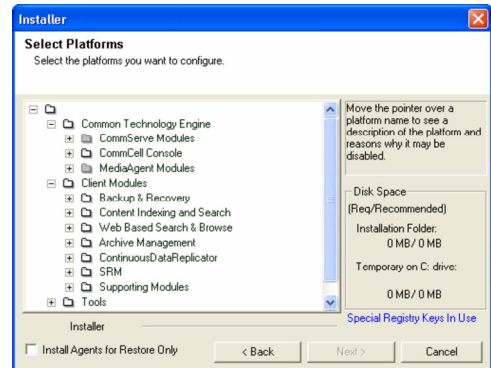 Installer
Select Platforms
Select the platforms you want to configure.
Common Technology Engine
CommServe Modules
CommCell Console
MediaAgent Modules
Client Modules
Backup & Recovery
Content Indexing and Search
Web Based Search & Browse
Archive Management
ContinuousDataReplicator
SRM
Supporting Modules
Tools
Move the pointer over a
platform name to see a
description of the platform and
reasons why it may be
disabled.
Disk Space
(Req/Recommended)
Installation Folder:
0 MB/ 0 MB
Temporary on C: drive:
0 MB/ 0 MB
Special Registry Keys In Use
Installer
Install Agents for Restore Only
< Back
Next >
Cancel